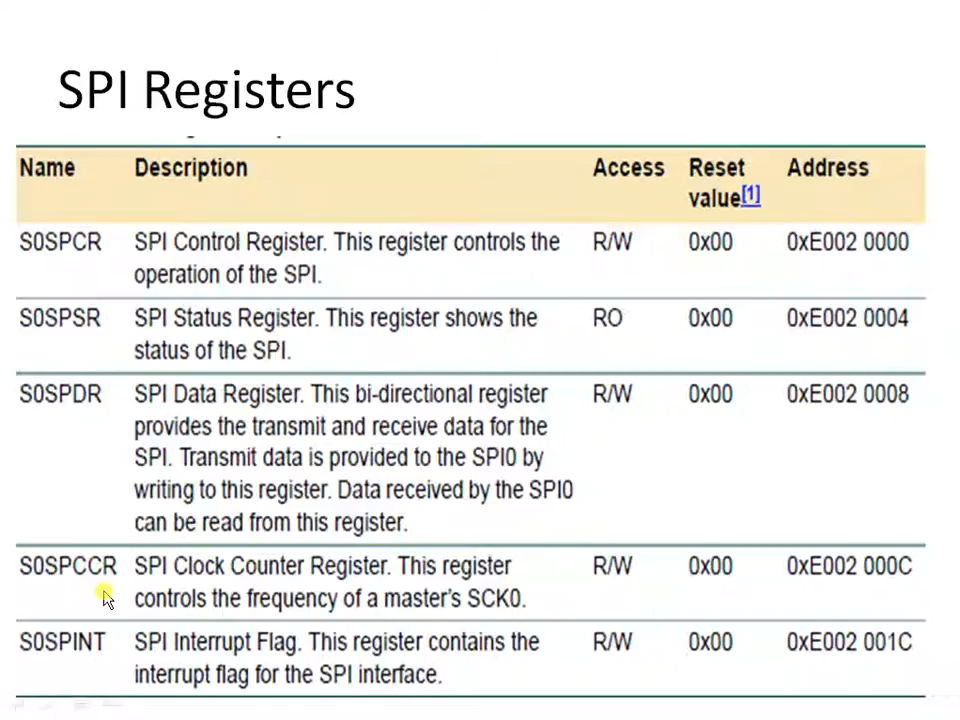 SPI Registers
Name Description Access Reset value[1] Address
S0SPCR SPI Control Register. This register controls the R/W 0x00 0xE002 0000
operation of the SPI.
S0SPSR SPI Status Register. This register shows the RO 0x00 0xE002 0004
status of the SPI.
S0SPDR SPI Data Register. This bi-directional register R/W 0x00 0xE002 0008
provides the transmit and receive data for the
SPI. Transmit data is provided to the SPI0 by
writing to this register. Data received by the SPI0
can be read from this register.
S0SPCCR SPI Clock Counter Register. This register R/W 0x00 0xE002 000C
controls the frequency of a master's SCK0.
S0SPINT SPI Interrupt Flag. This register contains the R/W 0x00 0xE002 001C
interrupt flag for the SPI interface.